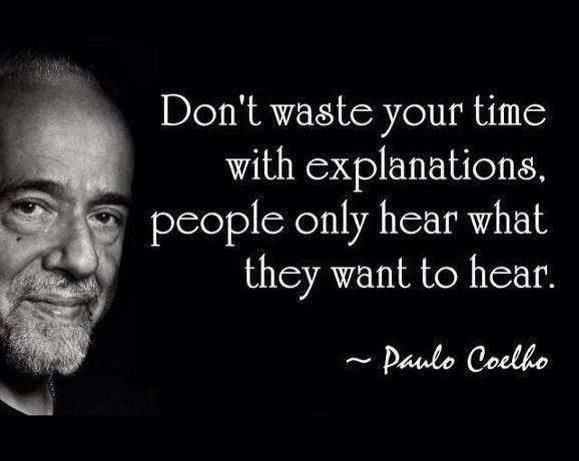 Don't waste your time
with explanations,
people only hear what
they want to hear.
~ Paulo Coelho